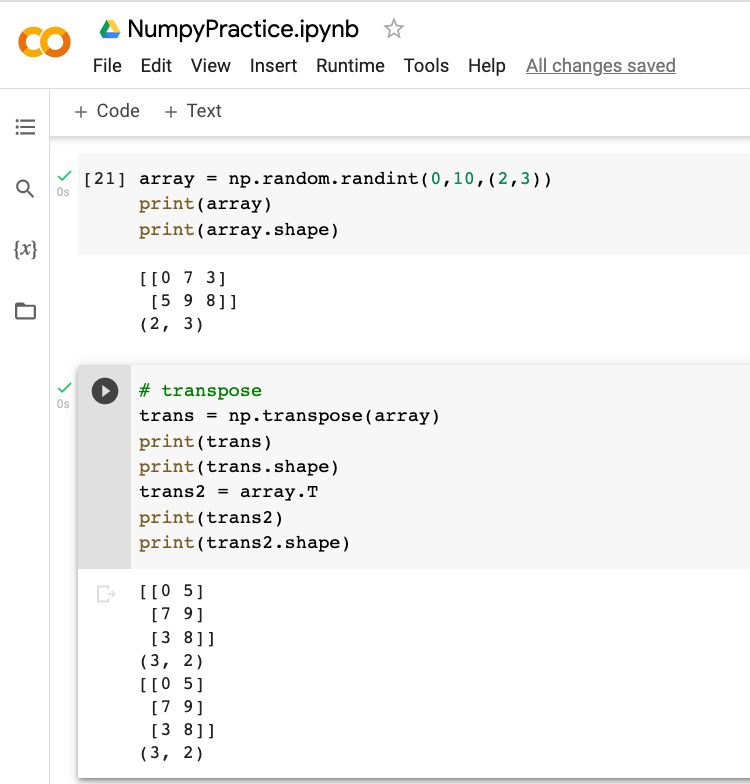 NumpyPractice.ipynb
File Edit View Insert Runtime Tools Help All changes saved
+ Code + Text
0s
[21] array = np.random.randint(0,10,(2,3))
print(array)
print(array.shape)
{x}
[[0 7 3]
 [5 9 8]]
(2, 3)
0s
# transpose
trans = np.transpose(array)
print(trans)
print(trans.shape)
trans2 = array.T
print(trans2)
print(trans2.shape)
[[0 5]
 [7 9]
 [3 8]]
(3, 2)
[[0 5]
 [7 9]
 [3 8]]
(3, 2)